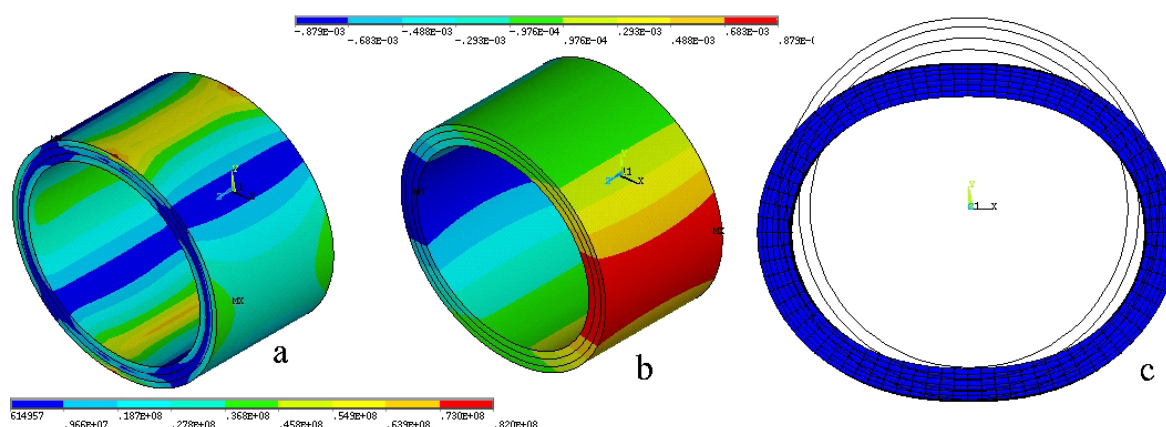 -.879E-03 -.488E-03 -.976E-04 .293E-03 .683E-03
-.683E-03 -.293E-03 .976E-04 .488E-03 .879E-
Y
Z X
MX
a
Y
Z X
MX
b
Y
X
c
614957 .187E+08 .368E+08 .549E+08 .730E+08
.966E+07 .278E+08 .458E+08 .639E+08 .820E+08